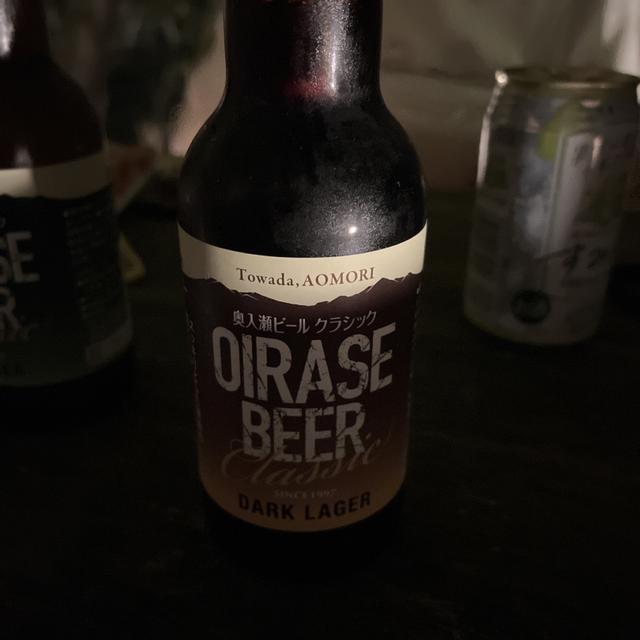 Towada, AOMORI
奥入瀬ビール クラシック
OIRASE
BEER
Classic
SINCE 1997
DARK LAGER